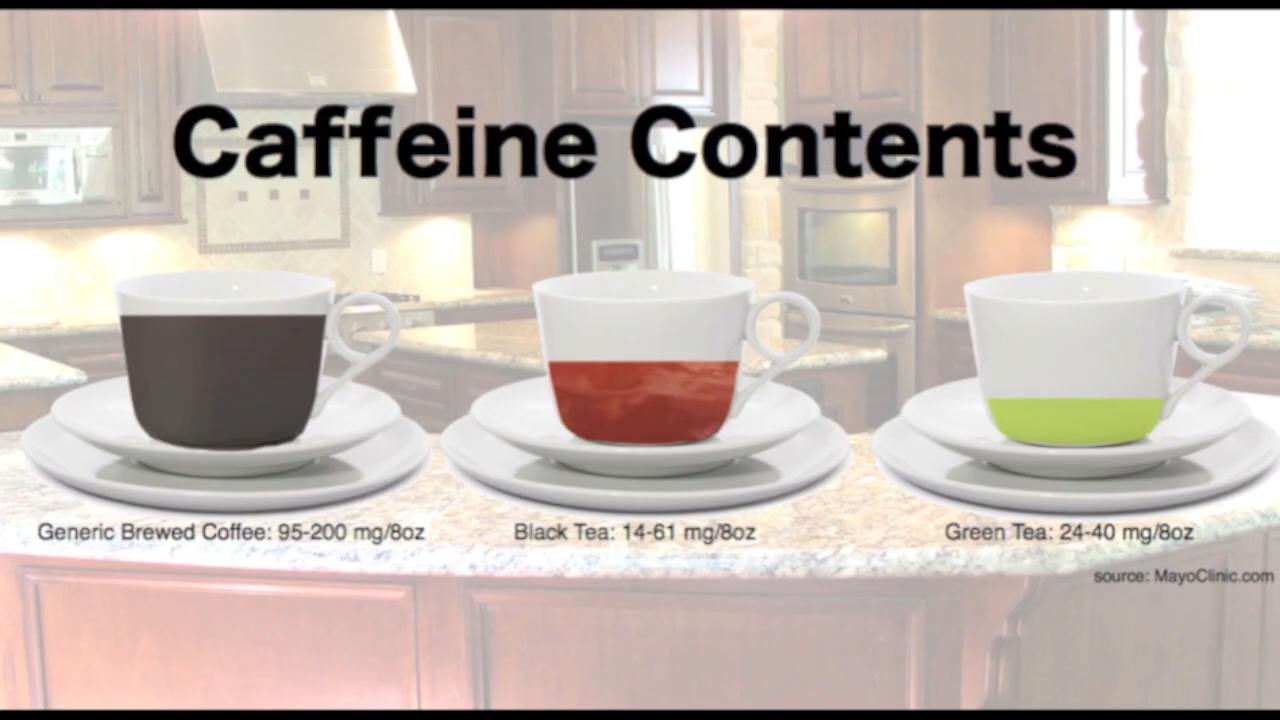 Caffeine Contents
Generic Brewed Coffee: 95-200 mg/8oz
Black Tea: 14-61 mg/8oz
Green Tea: 24-40 mg/8oz
source: MayoClinic.com